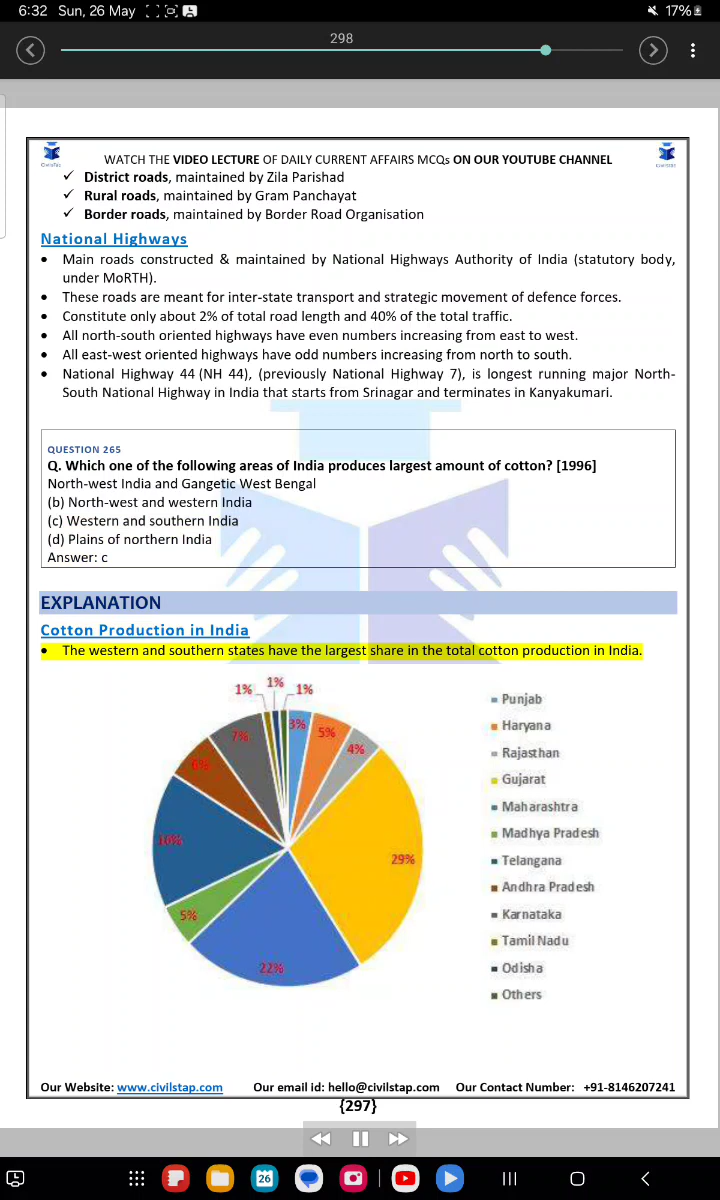 6:32 Sun, 26 May
17%
298
WATCH THE VIDEO LECTURE OF DAILY CURRENT AFFAIRS MCQs ON OUR YOUTUBE CHANNEL
✓ District roads, maintained by Zila Parishad
✓ Rural roads, maintained by Gram Panchayat
✓ Border roads, maintained by Border Road Organisation
National Highways
• Main roads constructed & maintained by National Highways Authority of India (statutory body,
under MoRTH).
• These roads are meant for inter-state transport and strategic movement of defence forces.
• Constitute only about 2% of total road length and 40% of the total traffic.
• All north-south oriented highways have even numbers increasing from east to west.
• All east-west oriented highways have odd numbers increasing from north to south.
• National Highway 44 (NH 44), (previously National Highway 7), is longest running major North-
South National Highway in India that starts from Srinagar and terminates in Kanyakumari.
QUESTION 265
Q. Which one of the following areas of India produces largest amount of cotton? [1996]
North-west India and Gangetic West Bengal
(b) North-west and western India
(c) Western and southern India
(d) Plains of northern India
Answer: c
EXPLANATION
Cotton Production in India
• The western and southern states have the largest share in the total cotton production in India.
1%
1%
1%
3%
5%
4%
29%
22%
5%
16%
6%
7%
Punjab
Haryana
Rajasthan
Gujarat
Maharashtra
Madhya Pradesh
Telangana
Andhra Pradesh
Karnataka
Tamil Nadu
Odisha
Others
Our Website: www.civilstap.com Our email id: hello@civilstap.com Our Contact Number: +91-8146207241
{297}
26